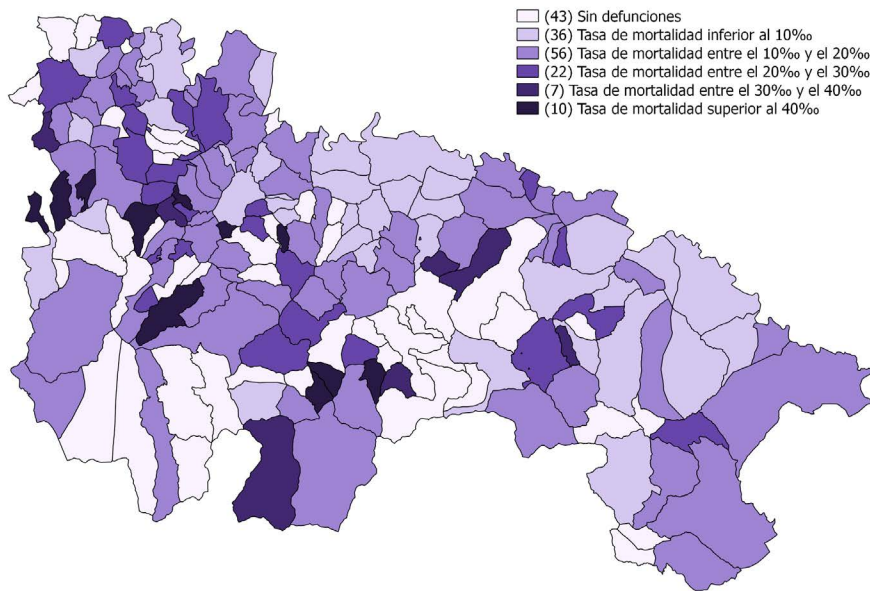 (43) Sin defunciones
(36) Tasa de mortalidad inferior al 10‰
(56) Tasa de mortalidad entre el 10‰ y el 20‰
(22) Tasa de mortalidad entre el 20‰ y el 30‰
(7) Tasa de mortalidad entre el 30‰ y el 40‰
(10) Tasa de mortalidad superior al 40‰